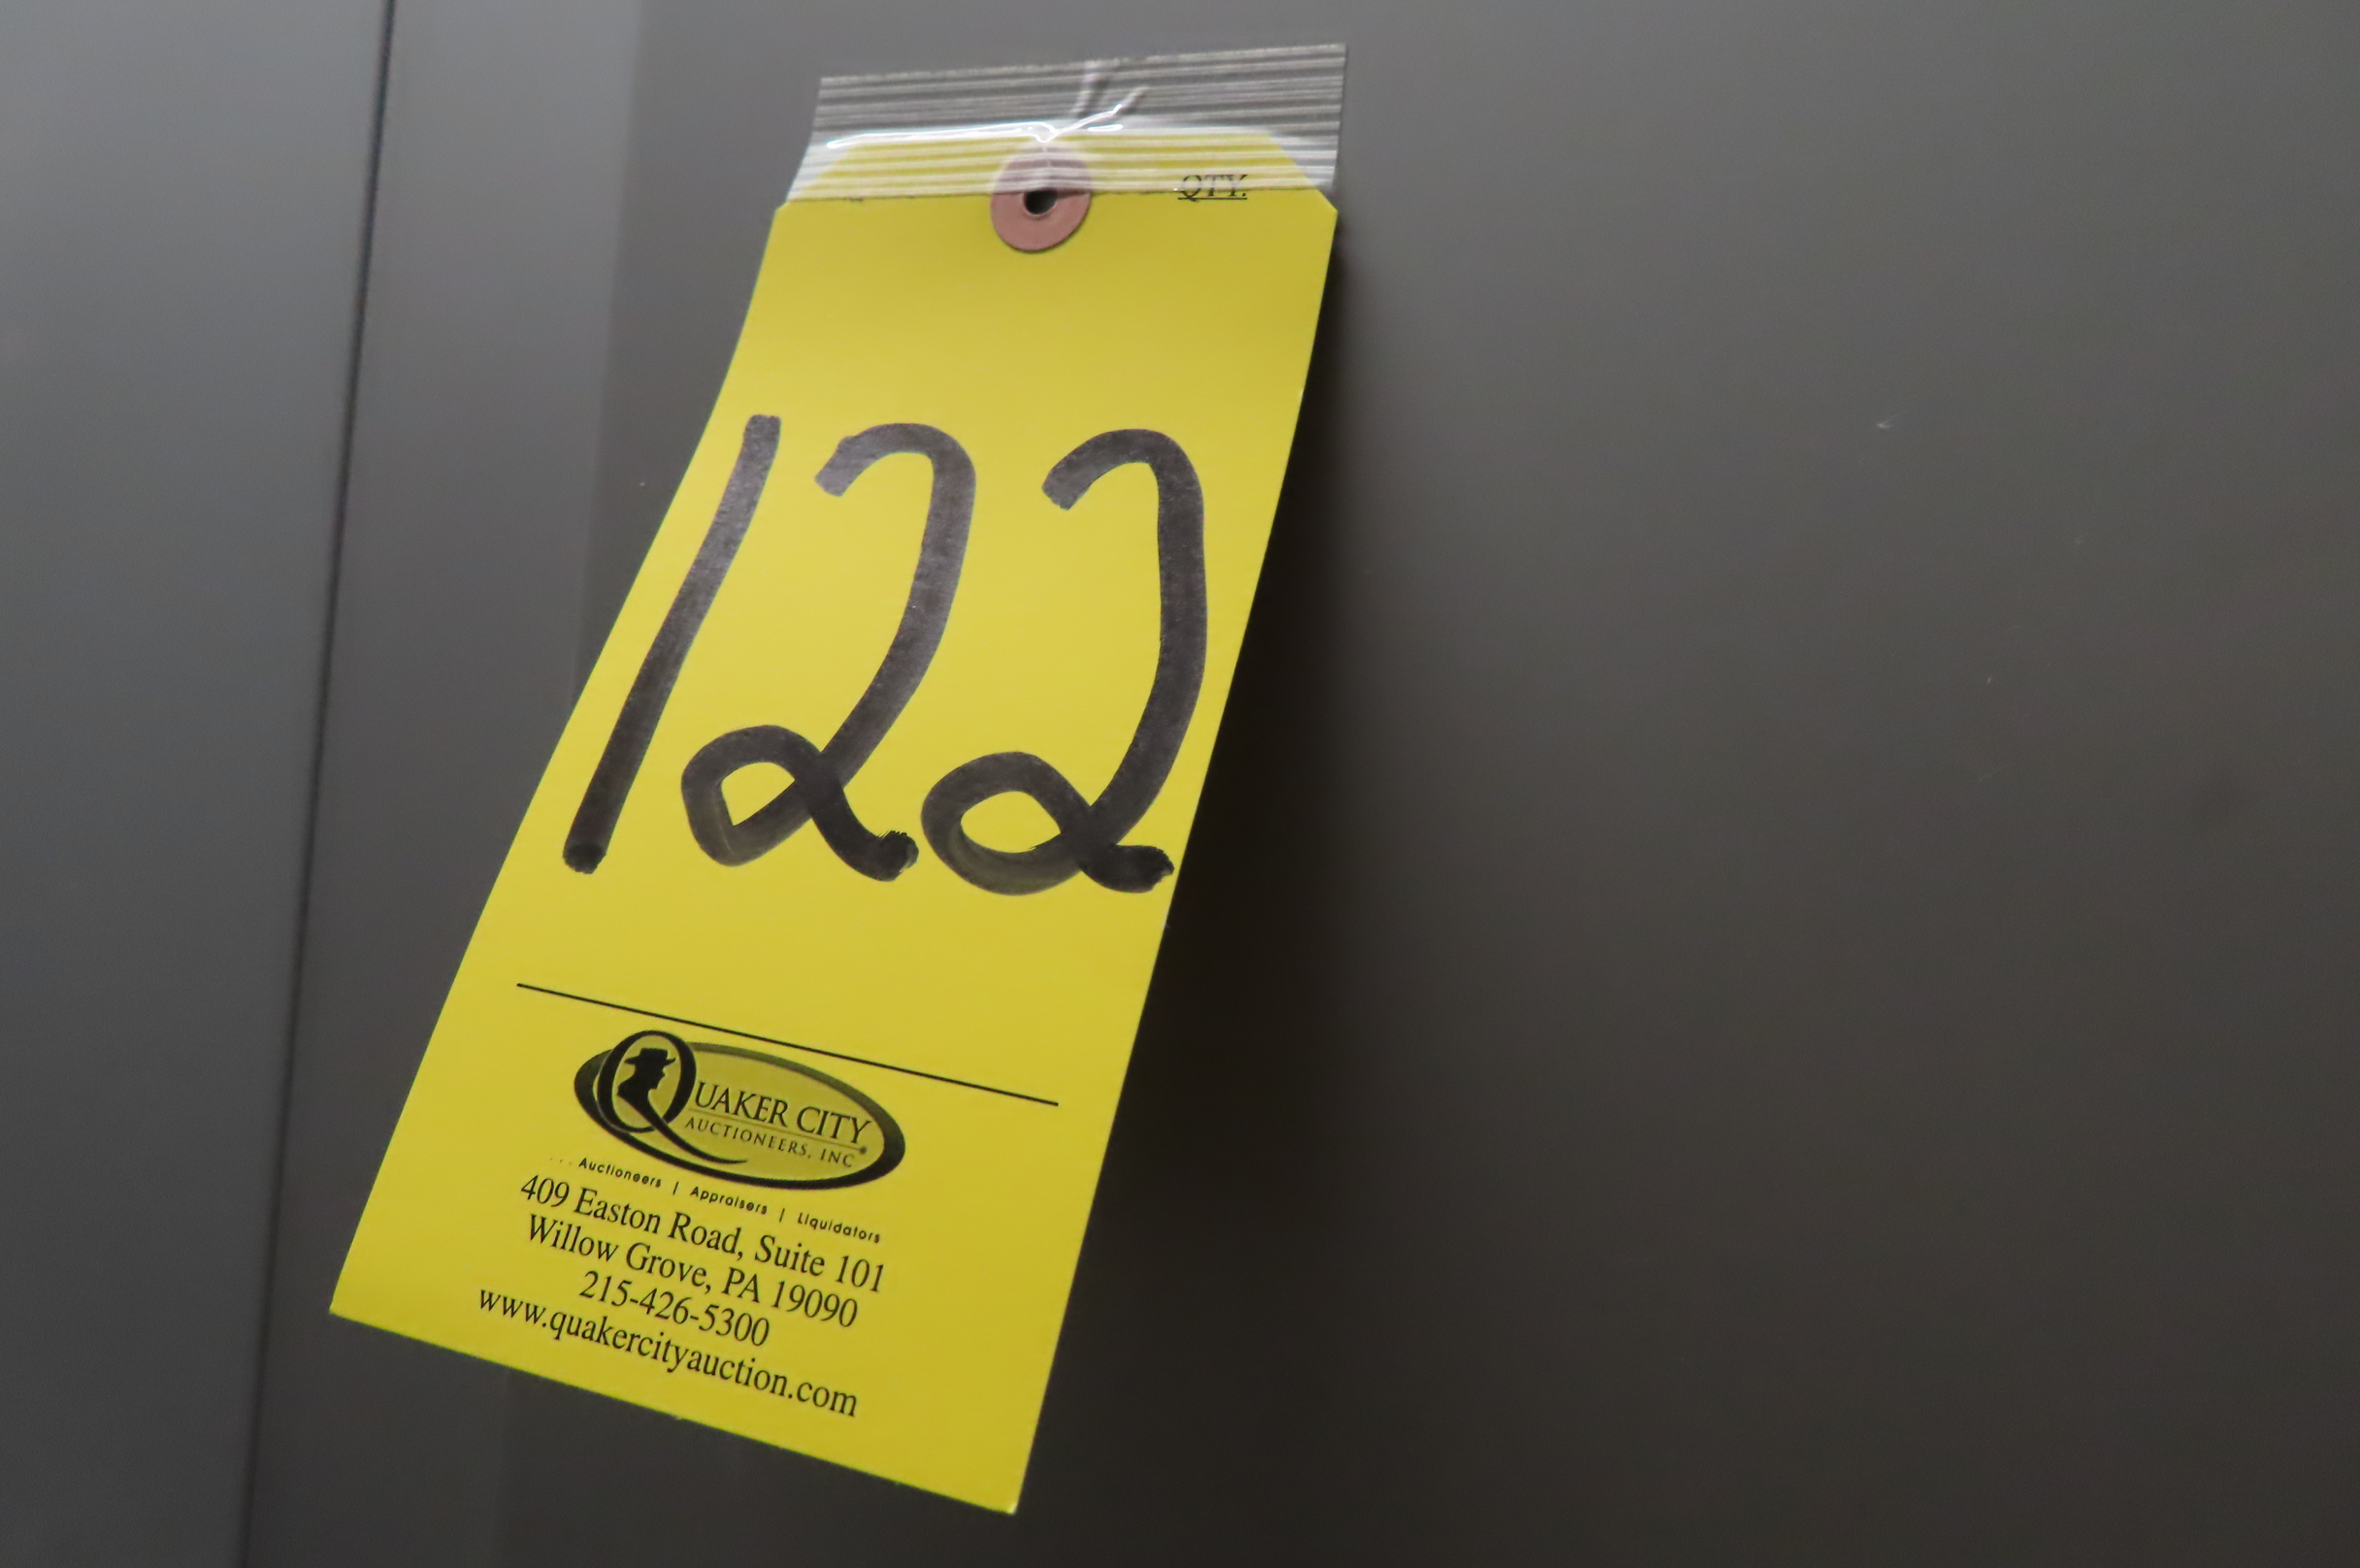 QTY.
122
QUAKER CITY
AUCTIONEERS, INC
... Auctioneers | Appraisers | Liquidators
409 Easton Road, Suite 101
Willow Grove, PA 19090
215-426-5300
www.quakercityauction.com